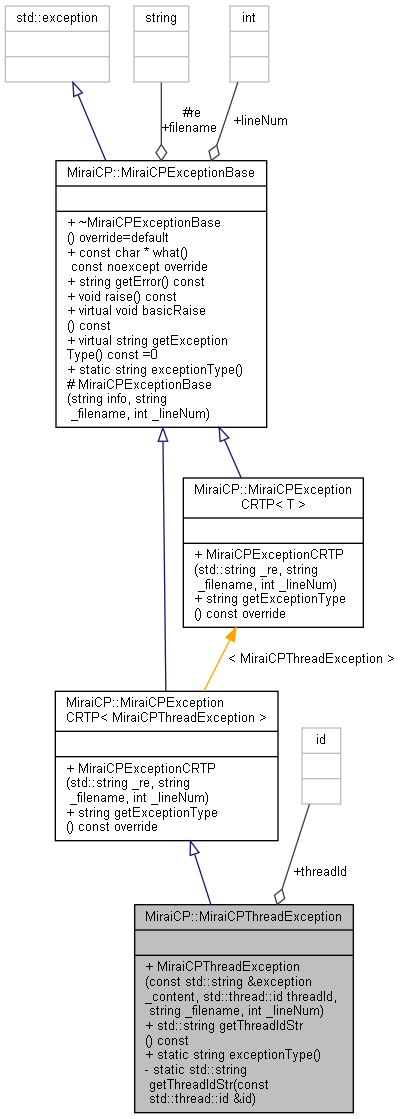 std::exception
string
int
#re
+filename
+lineNum
MiraiCP::MiraiCPExceptionBase
+ ~MiraiCPExceptionBase
() override=default
+ const char * what()
const noexcept override
+ string getError() const
+ void raise() const
+ virtual void basicRaise
() const
+ virtual string getException
Type() const =0
+ static string exceptionType()
# MiraiCPExceptionBase
(string info, string
_filename, int _lineNum)
MiraiCP::MiraiCPException
CRTP< T >
+ MiraiCPExceptionCRTP
(std::string _re, string
_filename, int _lineNum)
+ string getExceptionType
() const override
< MiraiCPThreadException >
MiraiCP::MiraiCPException
CRTP< MiraiCPThreadException >
+ MiraiCPExceptionCRTP
(std::string _re, string
_filename, int _lineNum)
+ string getExceptionType
() const override
id
+threadId
MiraiCP::MiraiCPThreadException
+ MiraiCPThreadException
(const std::string &exception
_content, std::thread::id threadId,
string _filename, int _lineNum)
+ std::string getThreadIdStr
() const
+ static string exceptionType()
- static std::string
getThreadIdStr(const
std::thread::id &id)